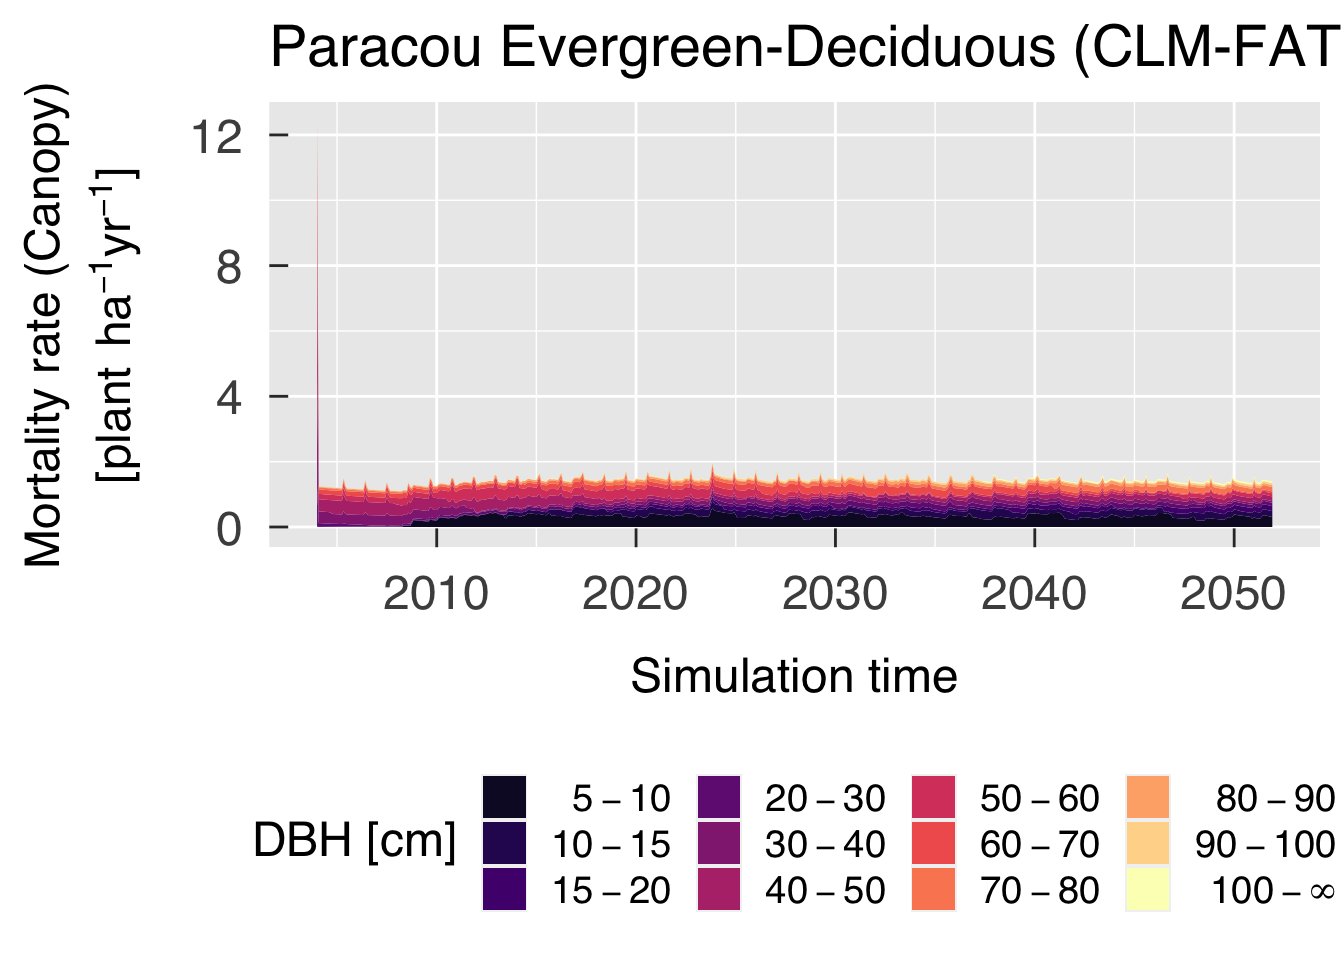 Paracou Evergreen-Deciduous (CLM-FAT
Mortality rate (Canopy)
[plant ha⁻¹yr⁻¹]
12
8
4
0
2010 2020 2030 2040 2050
Simulation time
DBH [cm]
5 – 10 20 – 30 50 – 60 80 – 90
10 – 15 30 – 40 60 – 70 90 – 100
15 – 20 40 – 50 70 – 80 100 – ∞